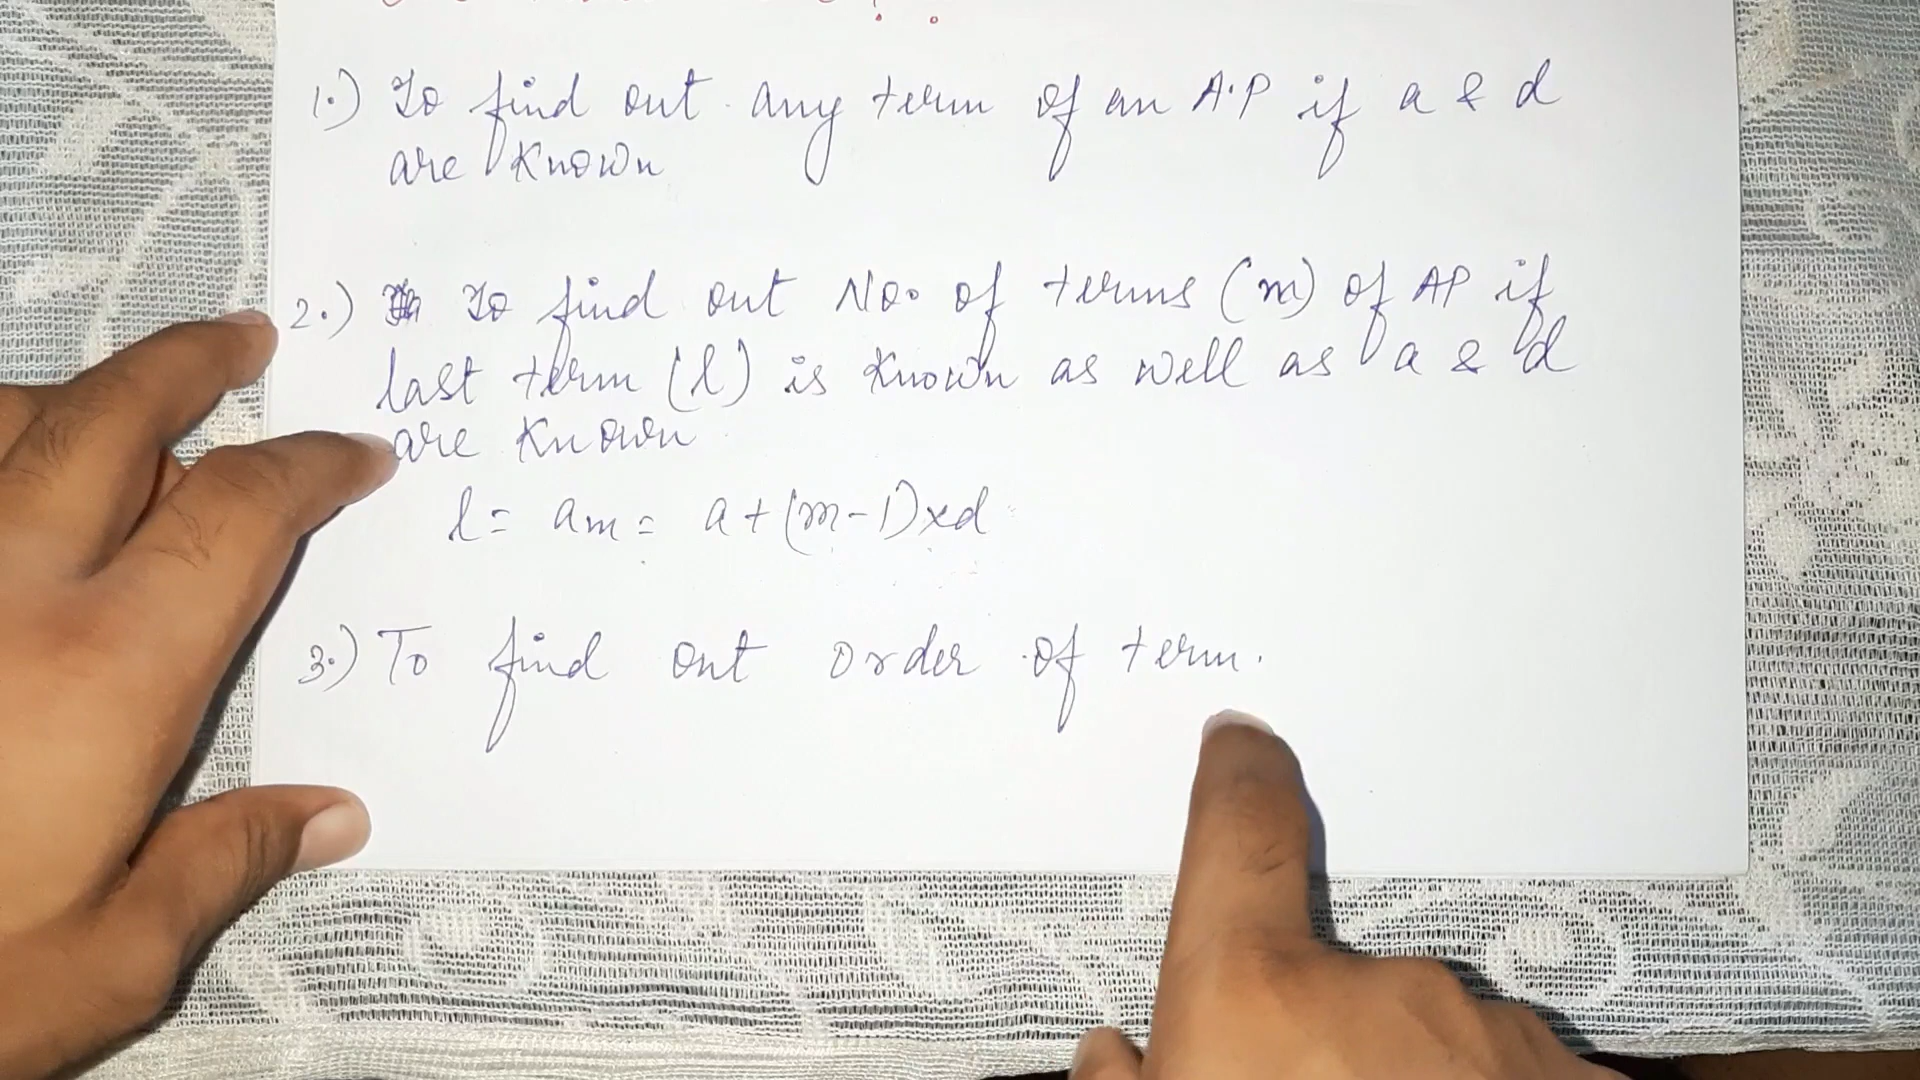 1.) To find out any term of an A.P if a & d
are known
2.) To find out No. of terms (m) of AP if
last term (l) is known as well as a & d
are known
l = am = a + (m-1)xd
3.) To find out order of term.